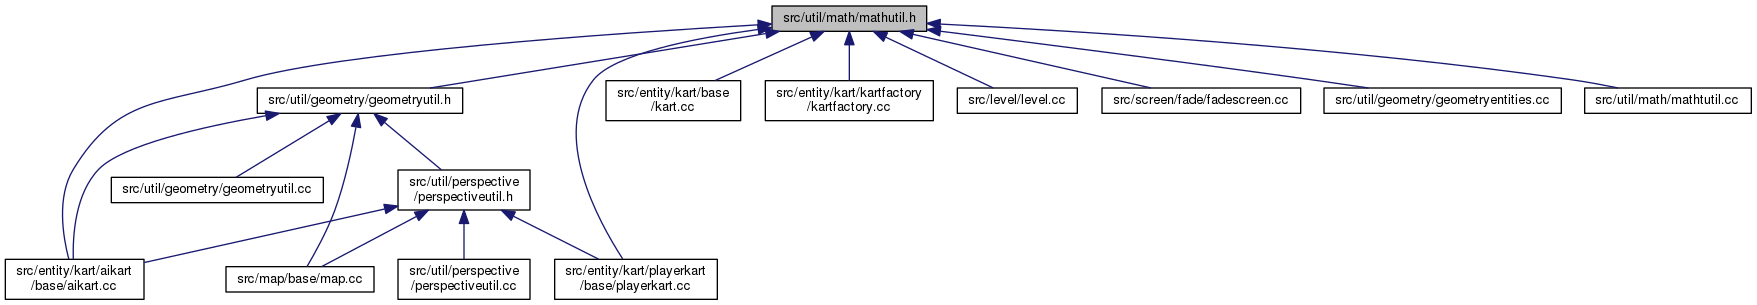 src/util/math/mathutil.h
src/util/geometry/geometryutil.h
src/entity/kart/base
/kart.cc
src/entity/kart/kartfactory
/kartfactory.cc
src/level/level.cc
src/screen/fade/fadescreen.cc
src/util/geometry/geometryentities.cc
src/util/math/mathtutil.cc
src/util/geometry/geometryutil.cc
src/util/perspective
/perspectiveutil.h
src/entity/kart/aikart
/base/aikart.cc
src/map/base/map.cc
src/util/perspective
/perspectiveutil.cc
src/entity/kart/playerkart
/base/playerkart.cc